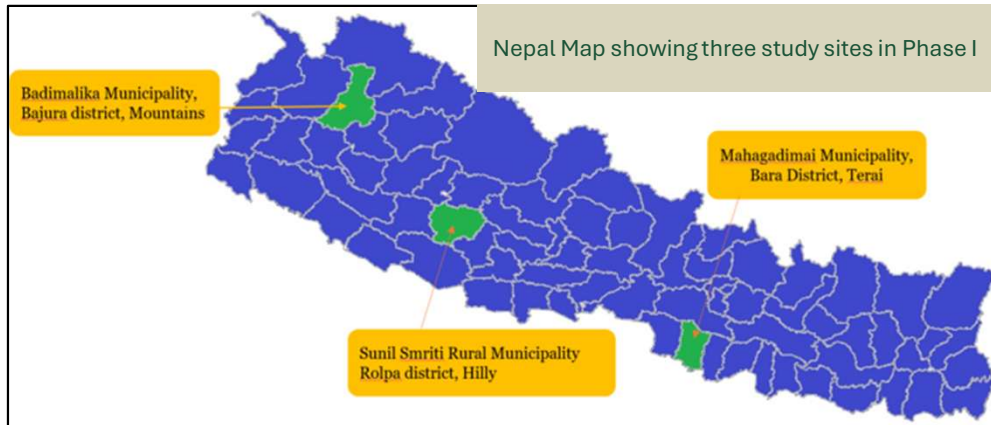 Nepal Map showing three study sites in Phase I
Badimalika Municipality,
Bajura district, Mountains
Mahagadimai Municipality,
Bara District, Terai
Sunil Smriti Rural Municipality
Rolpa district, Hilly